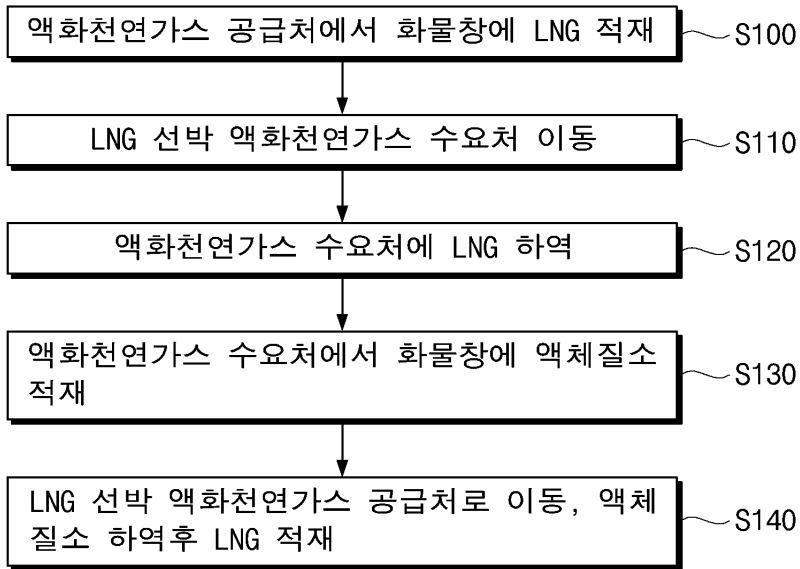 액화천연가스 공급처에서 화물창에 LNG 적재
S100
LNG 선박 액화천연가스 수요처 이동
S110
액화천연가스 수요처에 LNG 하역
S120
액화천연가스 수요처에서 화물창에 액체질소
적재
S130
LNG 선박 액화천연가스 공급처로 이동, 액체
질소 하역후 LNG 적재
S140